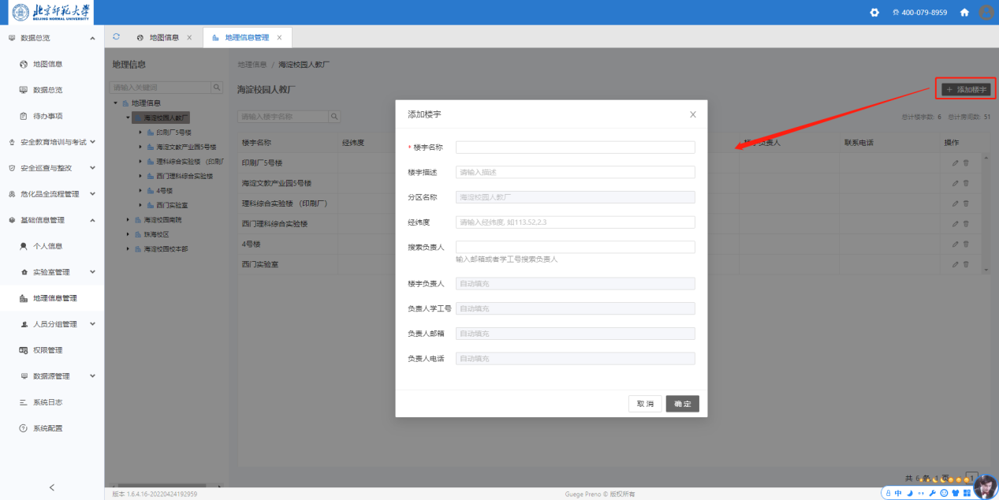 北京师范大学
BEIJING NORMAL UNIVERSITY
400-079-8959
数据总览
地图信息
数据总览
待办事项
安全教育培训与考试
安全巡查与整改
危化品全流程管理
基础信息管理
个人信息
实验室管理
地理信息管理
人员分组管理
权限管理
数据源管理
系统日志
系统配置
地图信息 ×
地理信息管理 ×
地理信息
请输入关键词
地理信息
海淀校园人教厂
印刷厂5号楼
海淀文教产业园5号楼
理科综合实验楼 (印刷厂
西门理科综合实验楼
4号楼
西门实验室
海淀校园南院
珠海校区
海淀校园校本部
地理信息 / 海淀校园人教厂
海淀校园人教厂
+ 添加楼宇
请输入楼宇名称
总计楼宇数: 6 总计房间数: 51
楼宇名称 经纬度 楼宇负责人 联系电话 操作
印刷厂5号楼
海淀文教产业园5号楼
理科综合实验楼 (印刷厂)
西门理科综合实验楼
4号楼
西门实验室
添加楼宇
* 楼宇名称
楼宇描述 请输入描述
分区名称 海淀校园人教厂
经纬度 请输入经纬度, 如113.52,2.3
搜索负责人
输入邮箱或者学工号搜索负责人
楼宇负责人 自动填充
负责人学工号 自动填充
负责人邮箱 自动填充
负责人电话 自动填充
取 消 确 定
共 6 条 1 页 1
版本 1.6.4.16-20220424192959
Guege Preno © 版权所有
中